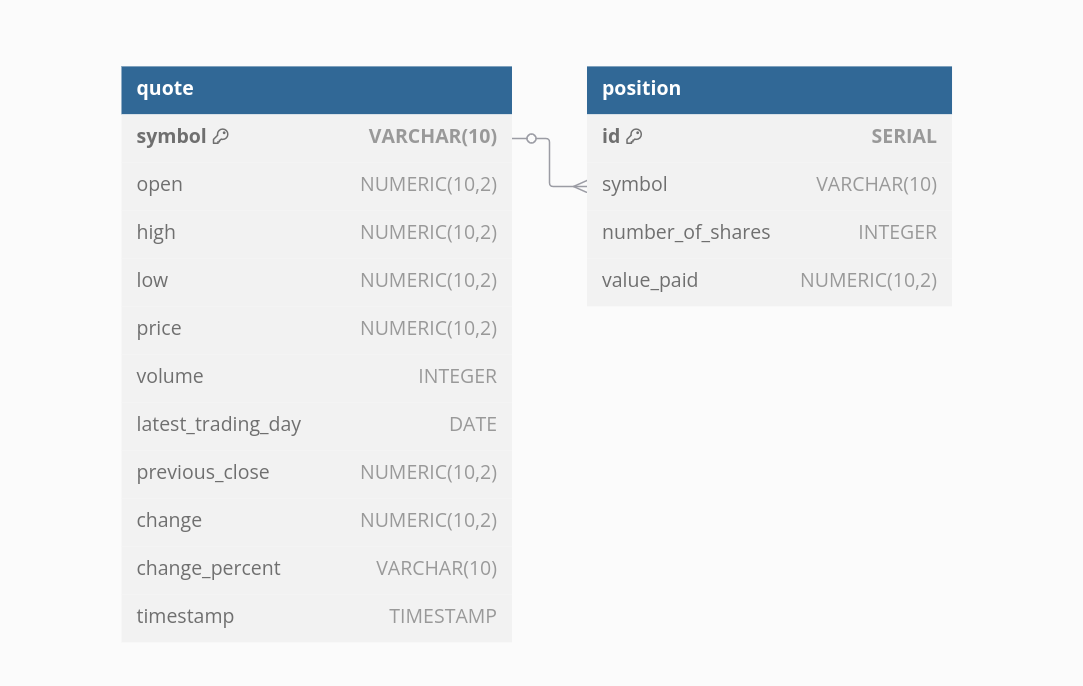 quote
symbol VARCHAR(10)
open NUMERIC(10,2)
high NUMERIC(10,2)
low NUMERIC(10,2)
price NUMERIC(10,2)
volume INTEGER
latest_trading_day DATE
previous_close NUMERIC(10,2)
change NUMERIC(10,2)
change_percent VARCHAR(10)
timestamp TIMESTAMP
position
id SERIAL
symbol VARCHAR(10)
number_of_shares INTEGER
value_paid NUMERIC(10,2)